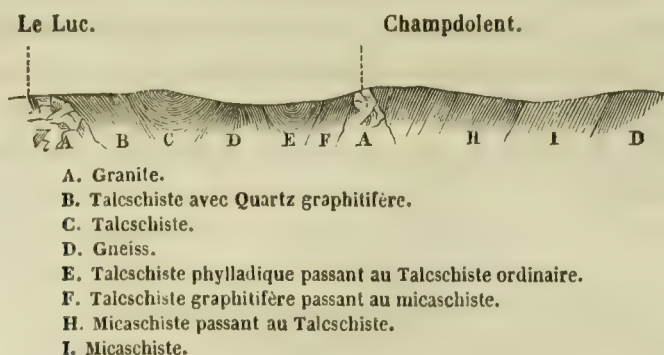 Le Luc. Champdolent.
A B C D E F A H I D
A. Granite.
B. Talcschiste avec Quartz graphitifère.
C. Talcschiste.
D. Gneiss.
E. Talcschiste phylladique passant au Talcschiste ordinaire.
F. Talcschiste graphitifère passant au micaschiste.
H. Micaschiste passant au Talcschiste.
I. Micaschiste.